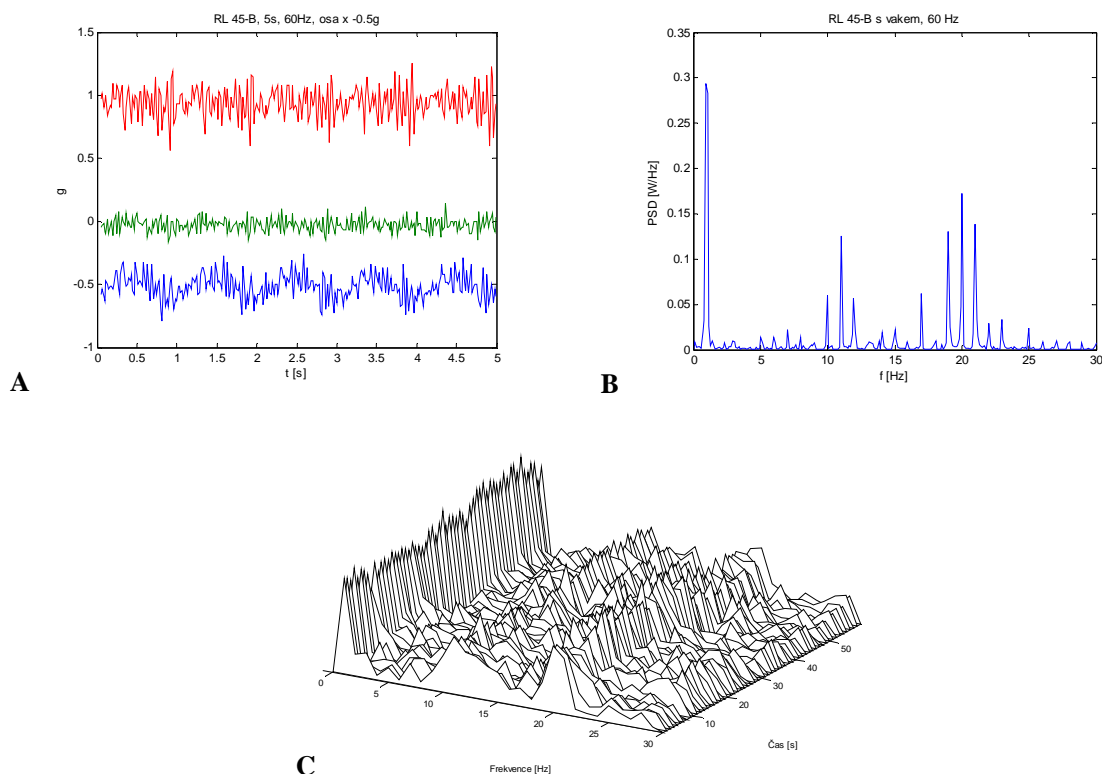 RL 45-B, 5s, 60Hz, osa x -0.5g
1.5
1
0.5
0
-0.5
-1
g
0 0.5 1 1.5 2 2.5 3 3.5 4 4.5 5
t [s]
A
RL 45-B s vakem, 60 Hz
0.35
0.3
0.25
0.2
0.15
0.1
0.05
0
PSD [W/Hz]
0 5 10 15 20 25 30
f [Hz]
B
0 5 10 15 20 25 30
Frekvence [Hz]
10 20 30 40 50
Čas [s]
C